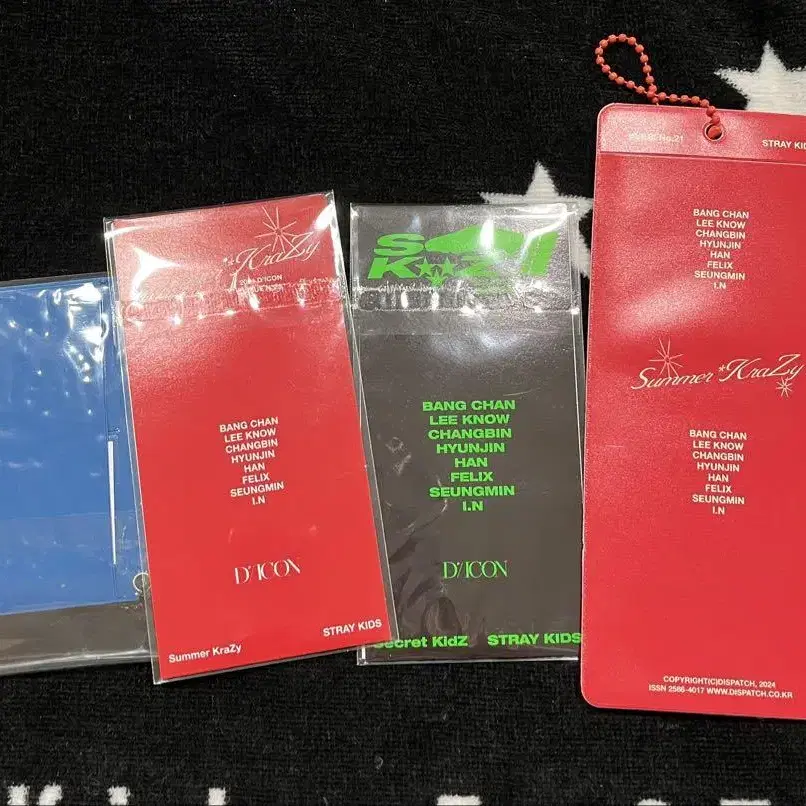 *KraZy
D'ICON
BANG CHAN
LEE KNOW
CHANGBIN
HYUNJIN
HAN
FELIX
SEUNGMIN
I.N
D'/ICON
Summer KraZy
STRAY KIDS
BANG CHAN
LEE KNOW
CHANGBIN
HYUNJIN
HAN
FELIX
SEUNGMIN
I.N
D'/ICON
Secret KidZ
STRAY KIDS
No.21
STRAY KIDS
BANG CHAN
LEE KNOW
CHANGBIN
HYUNJIN
HAN
FELIX
SEUNGMIN
I.N
Summer *KraZy
BANG CHAN
LEE KNOW
CHANGBIN
HYUNJIN
HAN
FELIX
SEUNGMIN
I.N
COPYRIGHT(C)DISPATCH, 2024
ISSN 2586-4017 WWW.DISPATCH.CO.KR